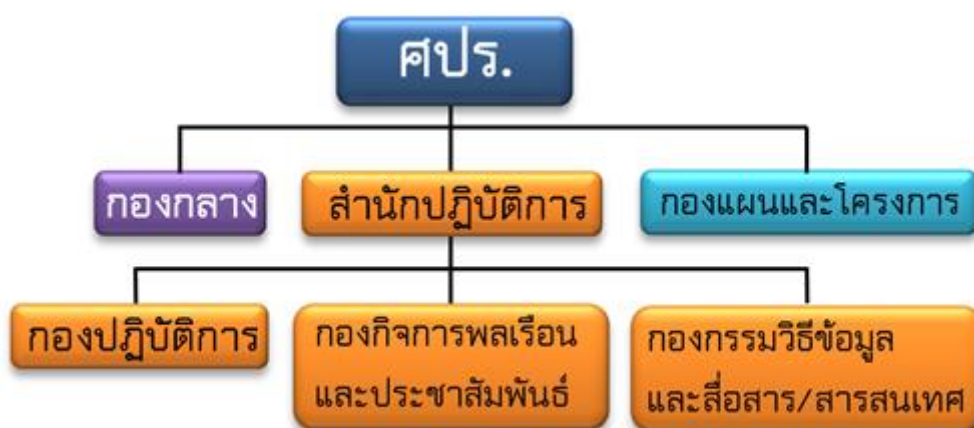 ศปร.
กองกลาง
สำนักปฏิบัติการ
กองแผนและโครงการ
กองปฏิบัติการ
กองกิจการพลเรือน
และประชาสัมพันธ์
กองกรรมวิธีข้อมูล
และสื่อสาร/สารสนเทศ